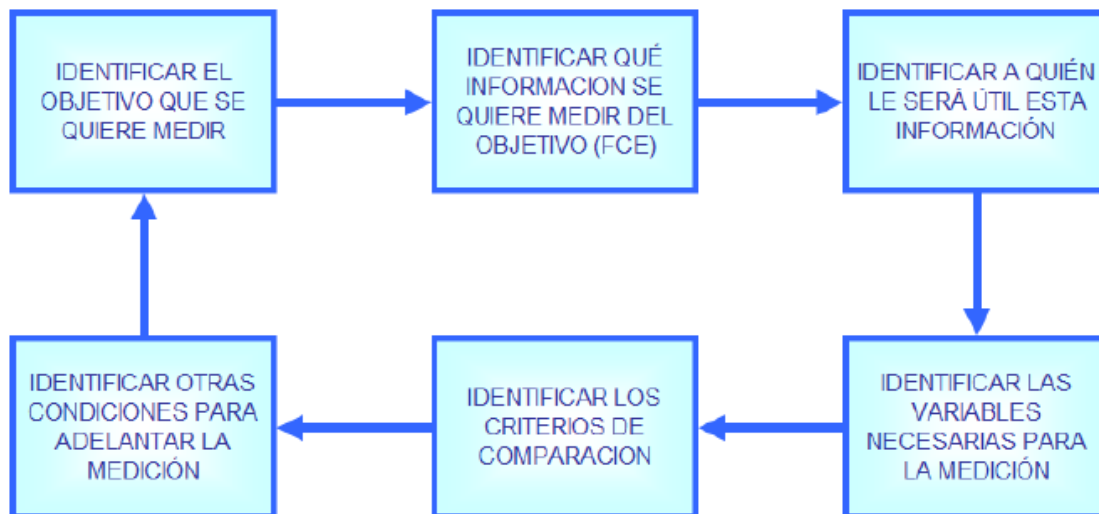 IDENTIFICAR EL
OBJETIVO QUE SE
QUIERE MEDIR
IDENTIFICAR QUÉ
INFORMACION SE
QUIERE MEDIR DEL
OBJETIVO (FCE)
IDENTIFICAR A QUIÉN
LE SERÁ ÚTIL ESTA
INFORMACIÓN
IDENTIFICAR LAS
VARIABLES
NECESARIAS PARA
LA MEDICIÓN
IDENTIFICAR LOS
CRITERIOS DE
COMPARACION
IDENTIFICAR OTRAS
CONDICIONES PARA
ADELANTAR LA
MEDICIÓN